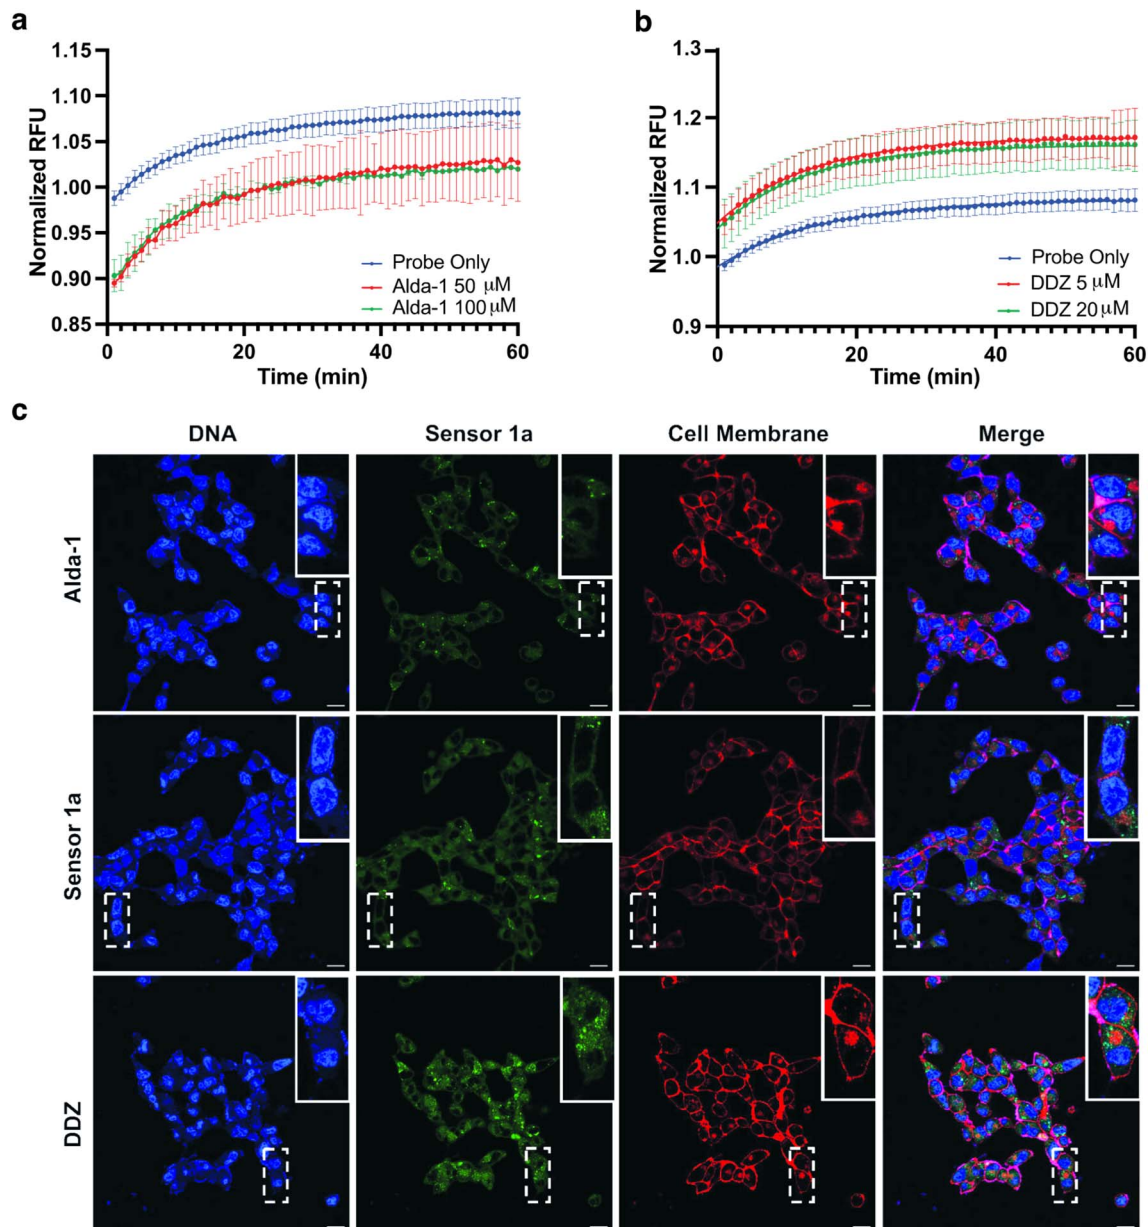 a
1.15
1.10
1.05
1.00
0.95
0.90
0.85
Normalized RFU
0
20
40
60
Time (min)
Probe Only
Alda-1 50 μM
Alda-1 100 μM
b
1.3
1.2
1.1
1.0
0.9
Normalized RFU
0
20
40
60
Time (min)
Probe Only
DDZ 5 μM
DDZ 20 μM
c
DNA
Sensor 1a
Cell Membrane
Merge
Alda-1
Sensor 1a
DDZ